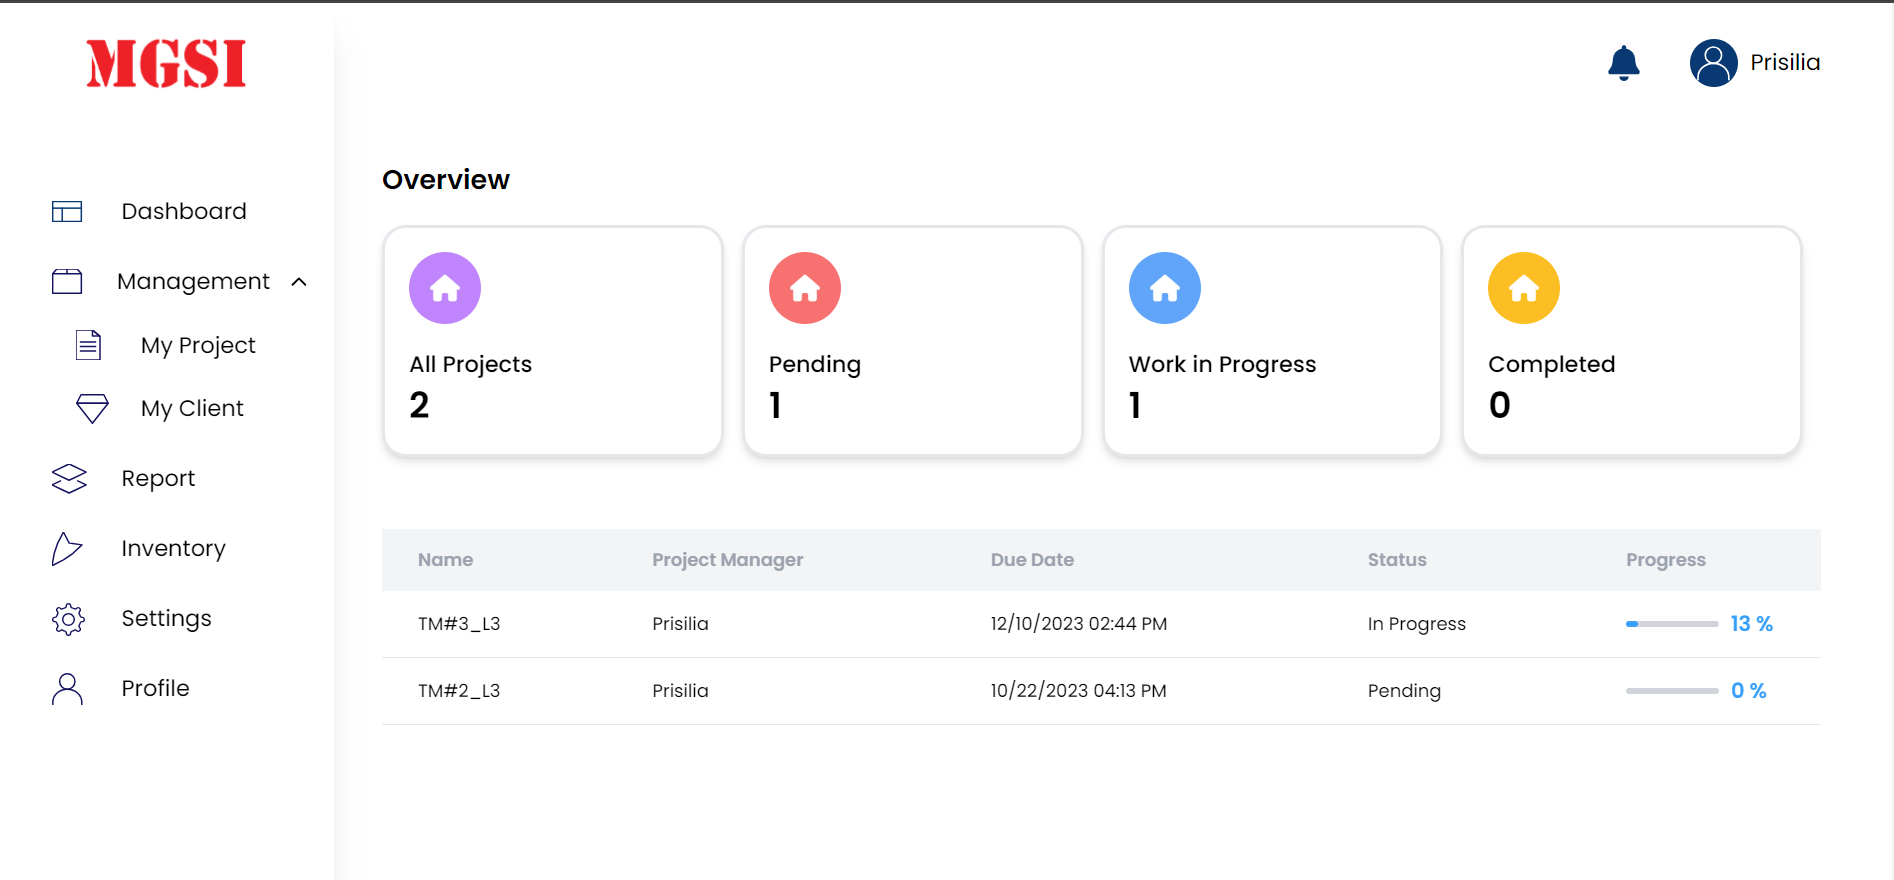 MGSI
Prisilia
Dashboard
Management
My Project
My Client
Report
Inventory
Settings
Profile
Overview
All Projects
2
Pending
1
Work in Progress
1
Completed
0
Name Project Manager Due Date Status Progress
TM#3_L3 Prisilia 12/10/2023 02:44 PM In Progress 13 %
TM#2_L3 Prisilia 10/22/2023 04:13 PM Pending 0 %